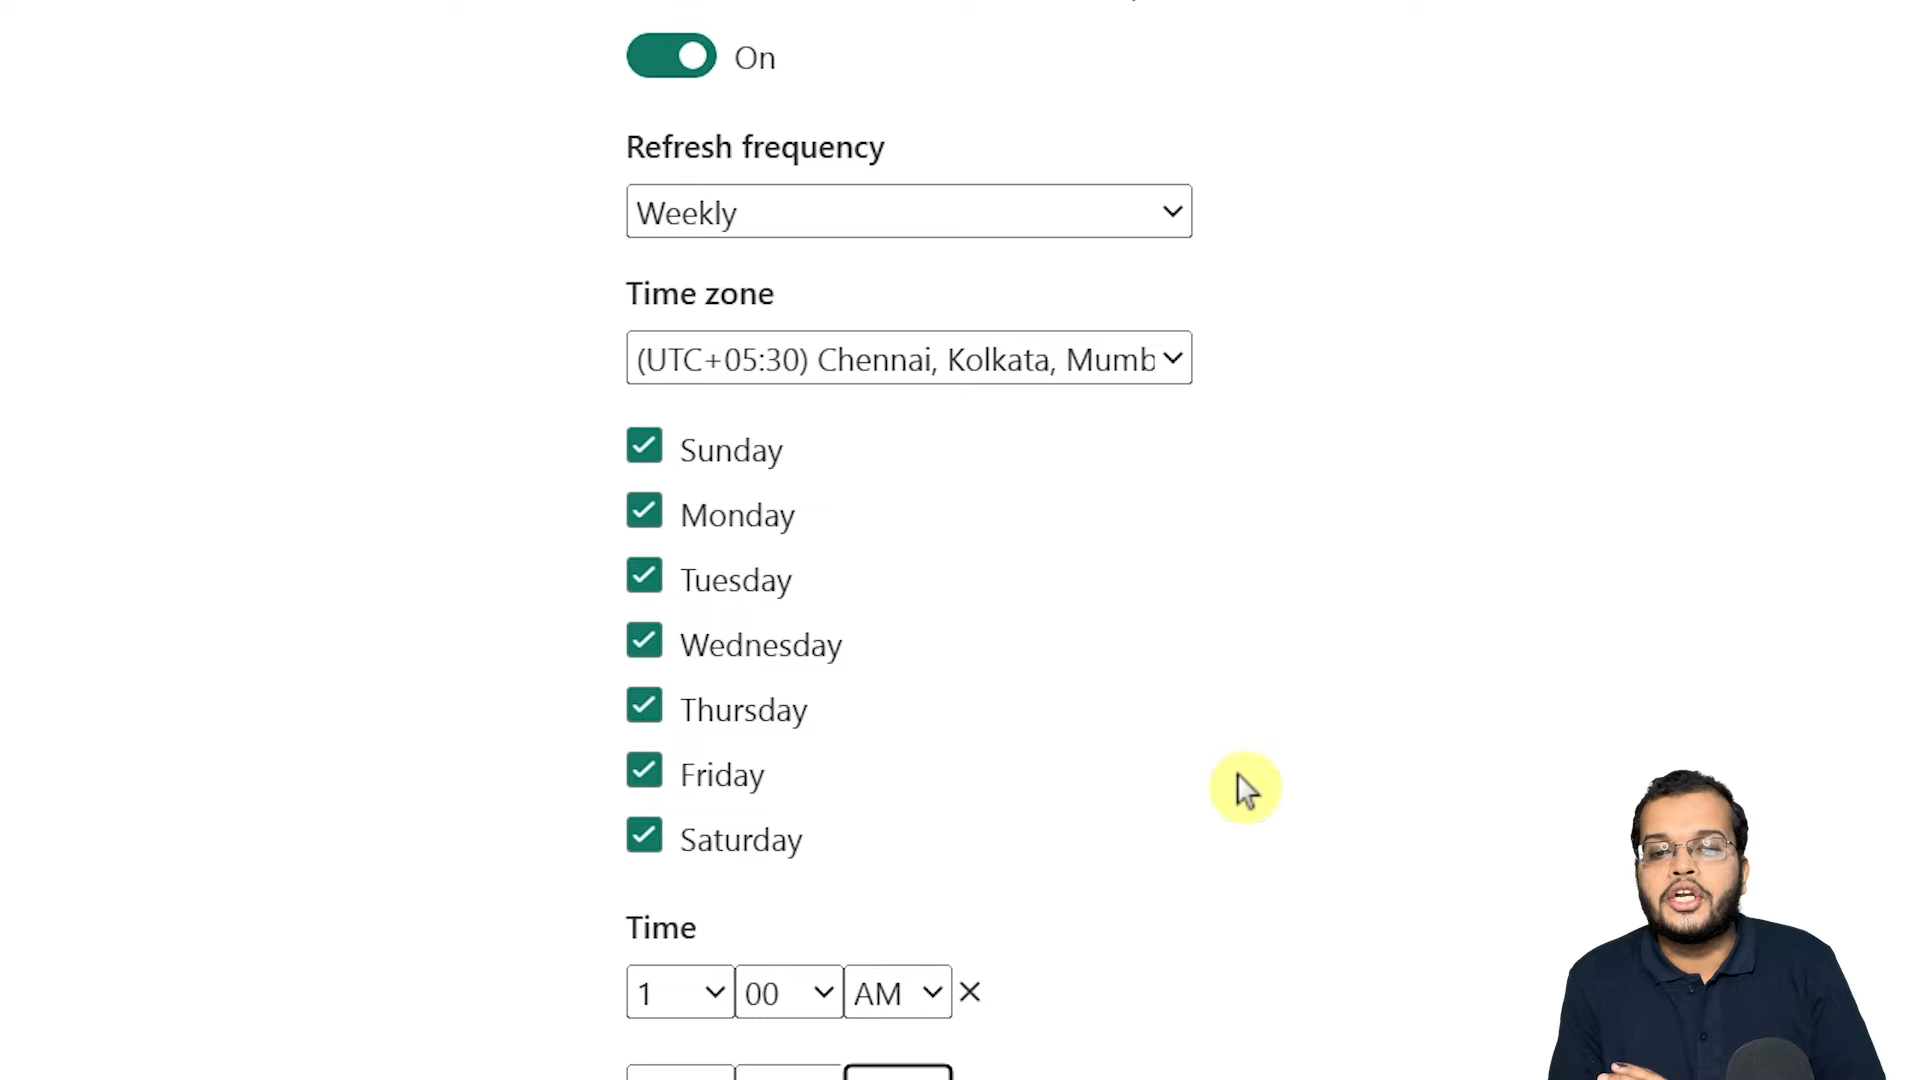 On
Refresh frequency
Weekly
Time zone
(UTC+05:30) Chennai, Kolkata, Mumb
Sunday
Monday
Tuesday
Wednesday
Thursday
Friday
Saturday
Time
1 00 AM